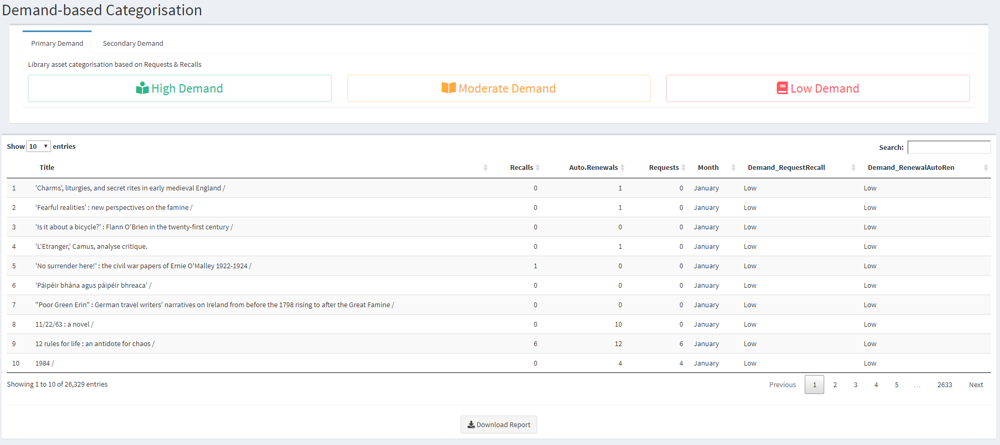 Demand-based Categorisation
Primary Demand Secondary Demand
Library asset categorisation based on Requests & Recalls
High Demand Moderate Demand Low Demand
Show 10 entries Search:
Title Recalls Auto.Renewals Requests Month Demand_RequestRecall Demand_RenewalAutoRen
1 'Charms', liturgies, and secret rites in early medieval England / 0 1 0 January Low Low
2 'Fearful realities' : new perspectives on the famine / 0 1 0 January Low Low
3 'Is it about a bicycle?' : Flann O'Brien in the twenty-first century / 0 0 0 January Low Low
4 'L'Etranger,' Camus, analyse critique. 0 1 0 January Low Low
5 'No surrender here!' : the civil war papers of Ernie O'Malley 1922-1924 / 1 0 0 January Low Low
6 'Páipéir bhána agus páipéir bhreaca' / 0 0 0 January Low Low
7 "Poor Green Erin" : German travel writers' narratives on Ireland from before the 1798 rising to after the Great Famine / 0 0 0 January Low Low
8 11/22/63 : a novel / 0 10 0 January Low Low
9 12 rules for life : an antidote for chaos / 6 12 6 January Low Low
10 1984 / 0 4 4 January Low Low
Showing 1 to 10 of 26,329 entries Previous 1 2 3 4 5 … 2633 Next
Download Report